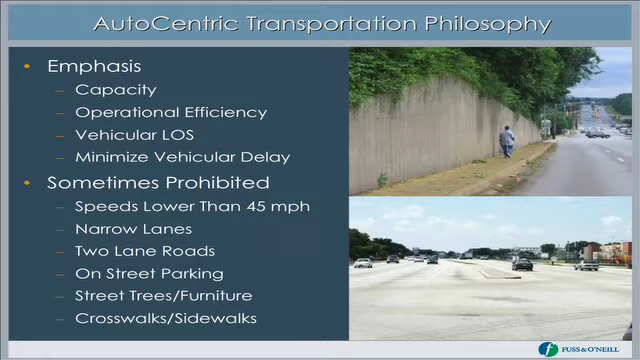 AutoCentric Transportation Philosophy
• Emphasis
– Capacity
– Operational Efficiency
– Vehicular LOS
– Minimize Vehicular Delay
• Sometimes Prohibited
– Speeds Lower Than 45 mph
– Narrow Lanes
– Two Lane Roads
– On Street Parking
– Street Trees/Furniture
– Crosswalks/Sidewalks
FUSS & O'NEILL